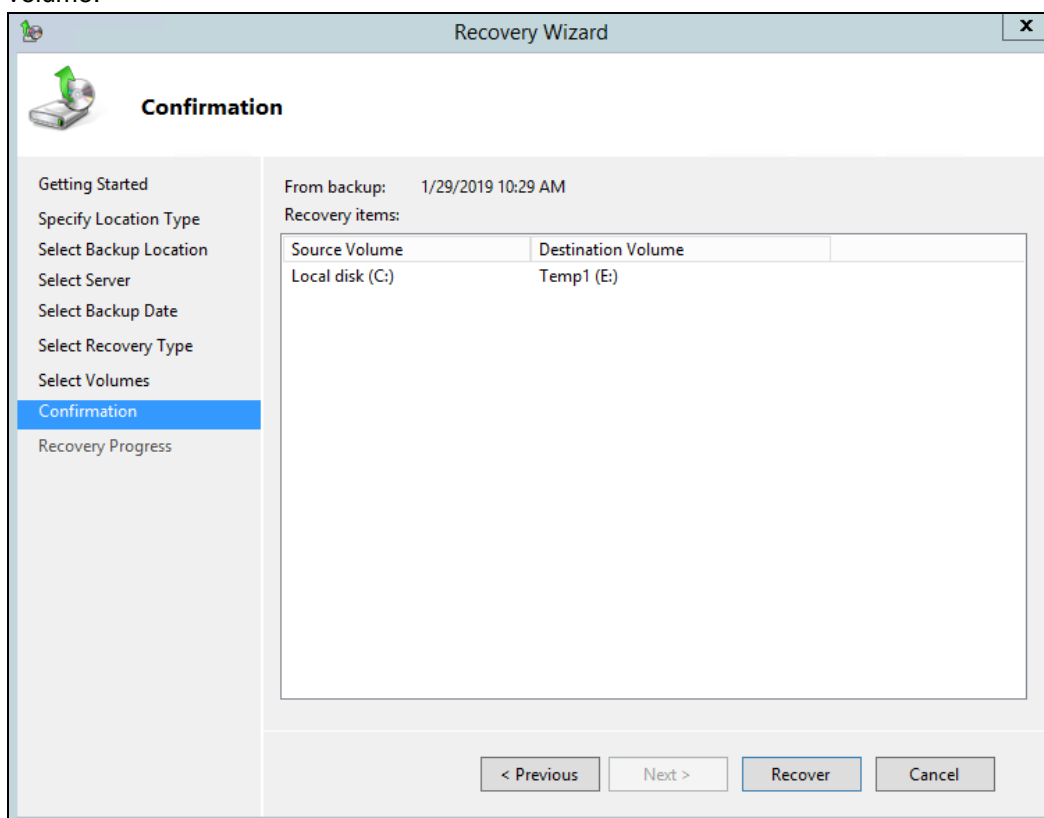 volume.
Recovery Wizard
x
Confirmation
Getting Started
Specify Location Type
Select Backup Location
Select Server
Select Backup Date
Select Recovery Type
Select Volumes
Confirmation
Recovery Progress
From backup: 1/29/2019 10:29 AM
Recovery items:
Source Volume Destination Volume
Local disk (C:) Temp1 (E:)
< Previous Next > Recover Cancel